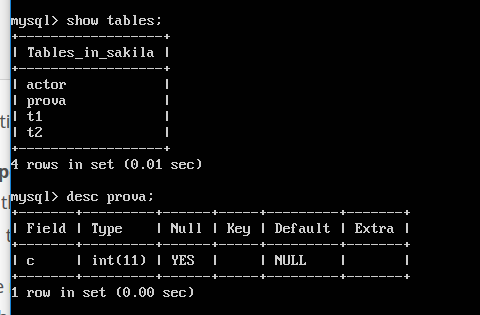 mysql> show tables;
+------------------+
| Tables_in_sakila |
+------------------+
| actor            |
| prova            |
| t1               |
| t2               |
+------------------+
4 rows in set (0.01 sec)
mysql> desc prova;
+-------+---------+------+-----+---------+-------+
| Field | Type    | Null | Key | Default | Extra |
+-------+---------+------+-----+---------+-------+
| c     | int(11) | YES  |     | NULL    |       |
+-------+---------+------+-----+---------+-------+
1 row in set (0.00 sec)